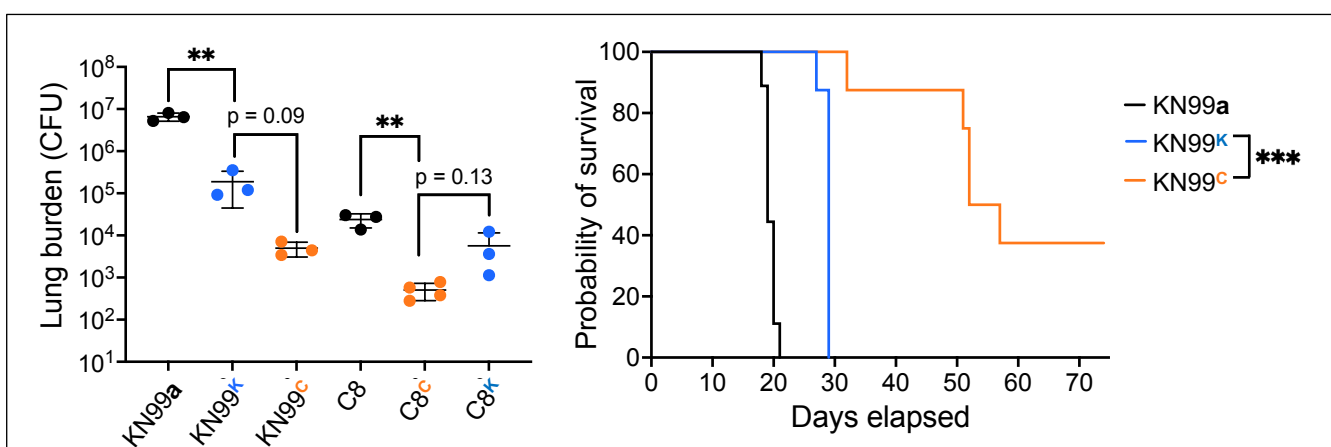 Lung burden (CFU)
10⁸
10⁷
10⁶
10⁵
10⁴
10³
10²
10¹
**
p = 0.09
**
p = 0.13
KN99a
KN99ᴷ
KN99ᶜ
C8
C8ᶜ
C8ᴷ
Probability of survival
100
80
60
40
20
0
0 10 20 30 40 50 60 70
Days elapsed
KN99a
KN99ᴷ
KN99ᶜ
***